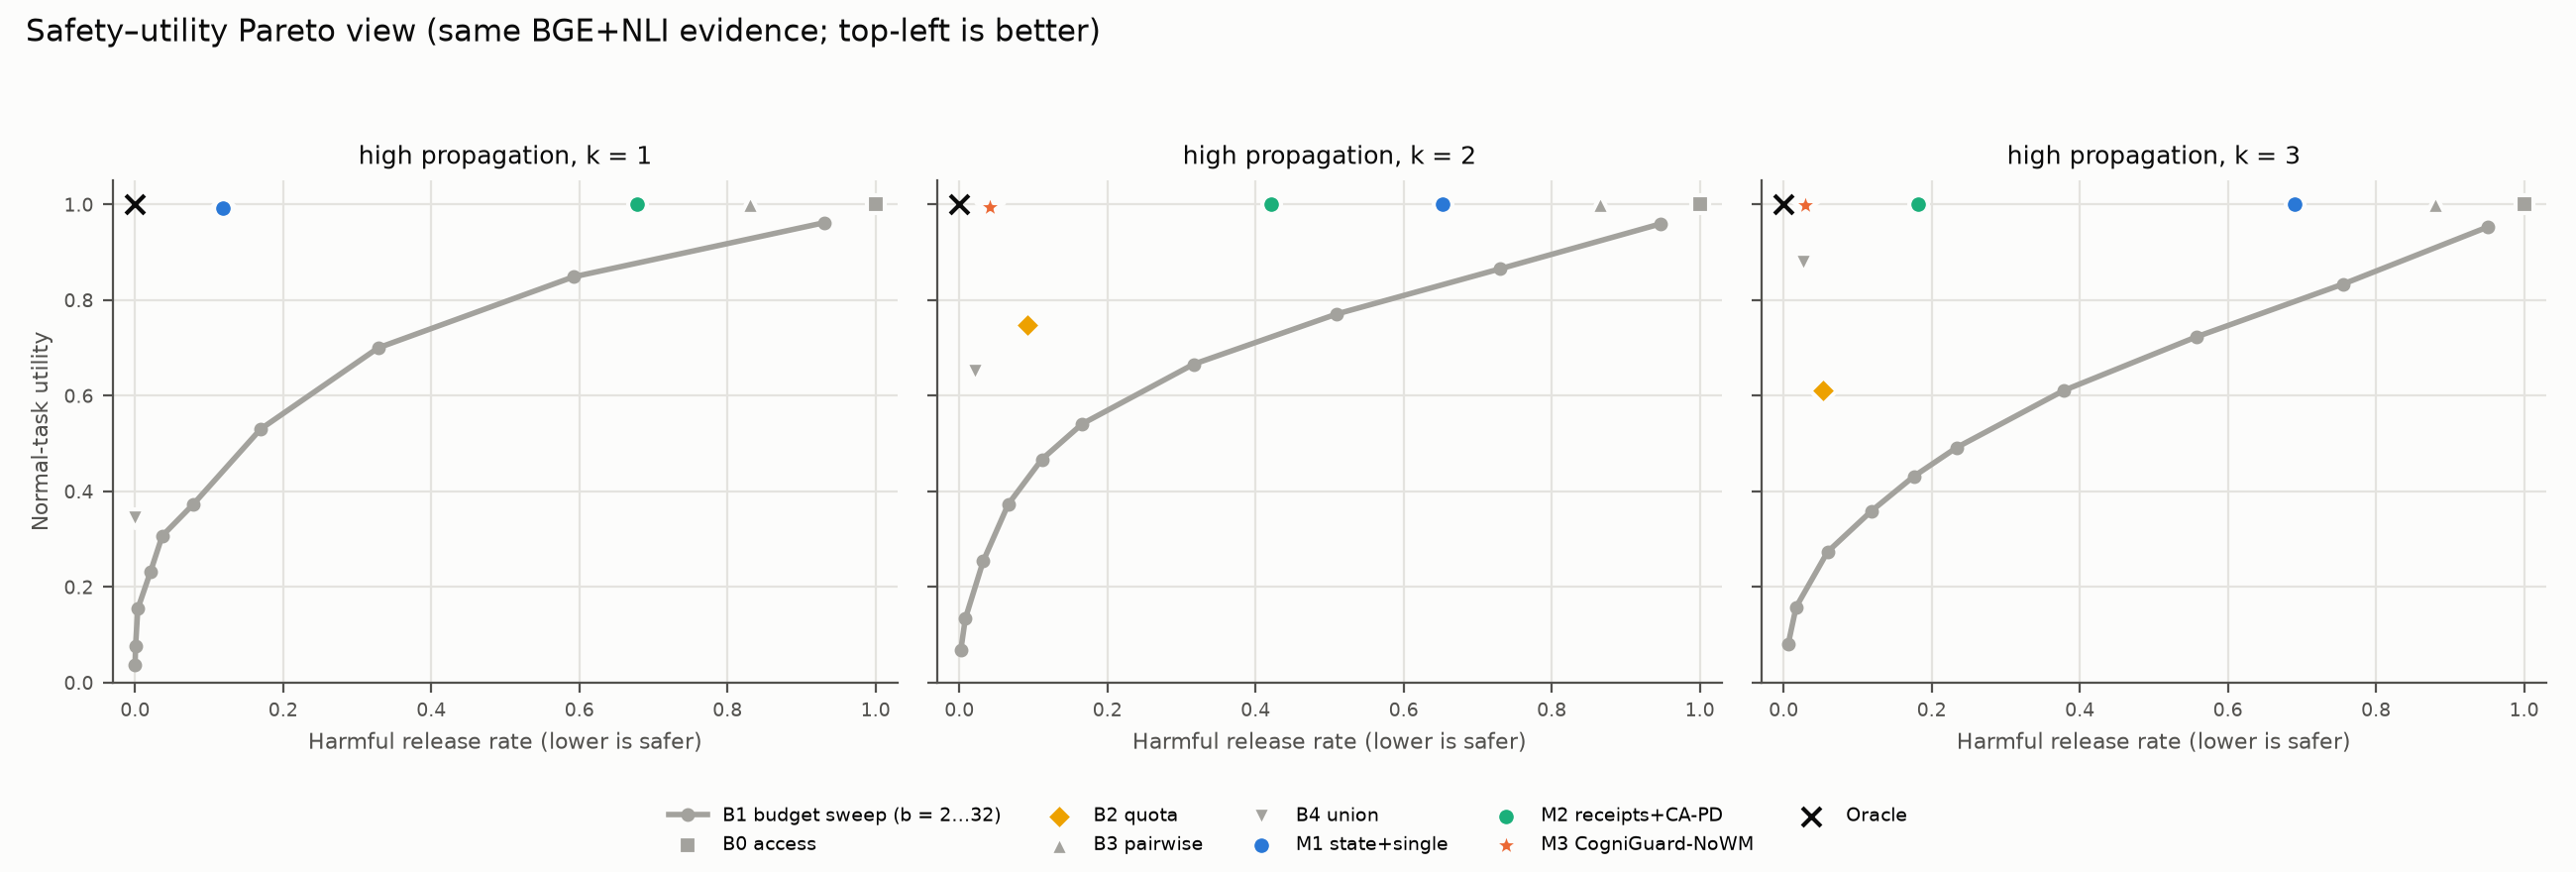 Safety–utility Pareto view (same BGE+NLI evidence; top-left is better)
high propagation, k = 1
high propagation, k = 2
high propagation, k = 3
Normal-task utility
1.0
0.8
0.6
0.4
0.2
0.0
0.0 0.2 0.4 0.6 0.8 1.0
0.0 0.2 0.4 0.6 0.8 1.0
0.0 0.2 0.4 0.6 0.8 1.0
Harmful release rate (lower is safer)
Harmful release rate (lower is safer)
Harmful release rate (lower is safer)
B1 budget sweep (b = 2...32)
B0 access
B2 quota
B3 pairwise
B4 union
M1 state+single
M2 receipts+CA-PD
M3 CogniGuard-NoWM
Oracle